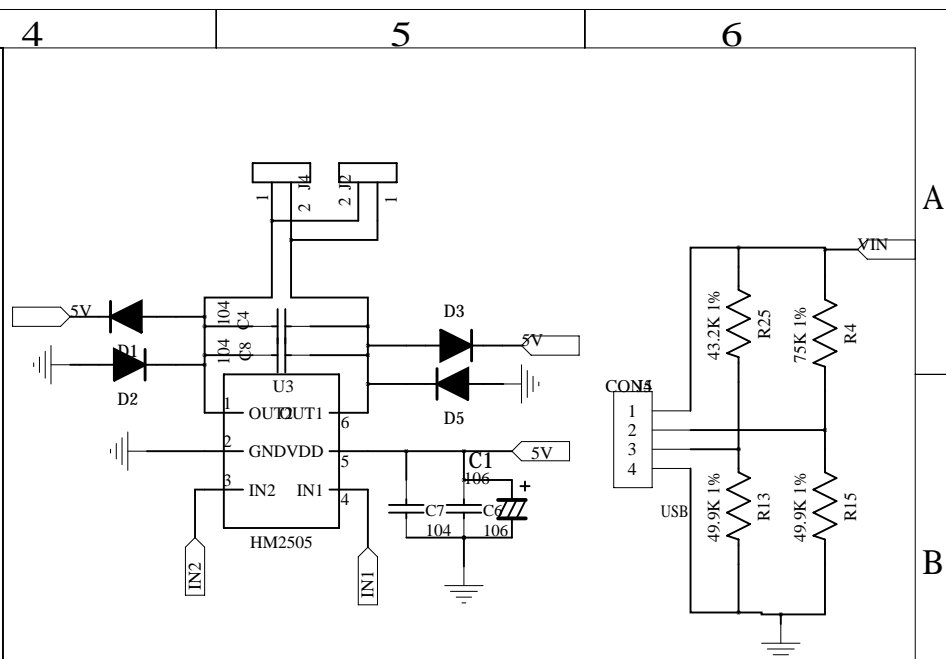 4
5
6
A
B
J4
J2
1
2
2
1
VIN
5V
D1
D2
104
C4
104
C8
D3
5V
D5
43.2K 1%
R25
75K 1%
R4
U3
1
OUT2
OUT1
6
2
GND
VDD
5
3
IN2
IN1
4
HM2505
IN2
IN1
5V
C1
106
+
C7
104
C6
106
CON4
1
2
3
4
USB
49.9K 1%
R13
49.9K 1%
R15